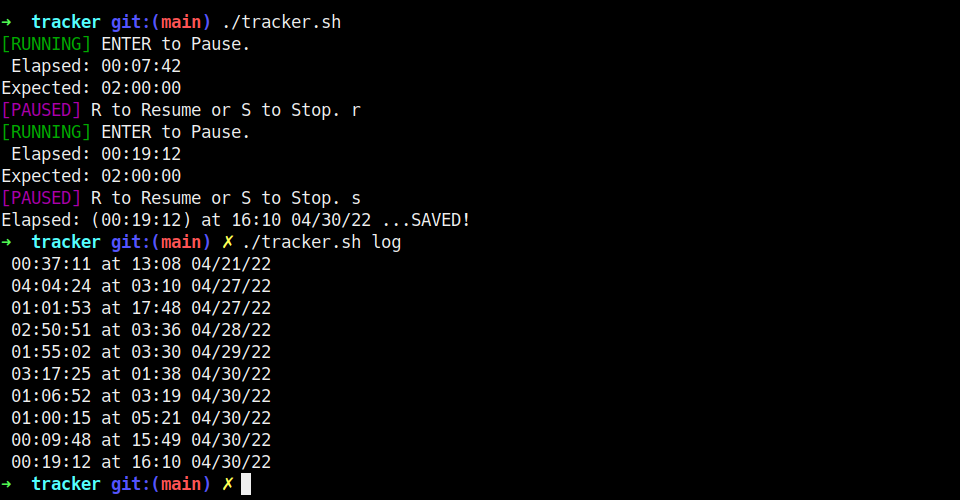 ➜  tracker git:(main) ./tracker.sh
[RUNNING] ENTER to Pause.
 Elapsed: 00:07:42
Expected: 02:00:00
[PAUSED] R to Resume or S to Stop. r
[RUNNING] ENTER to Pause.
 Elapsed: 00:19:12
Expected: 02:00:00
[PAUSED] R to Resume or S to Stop. s
Elapsed: (00:19:12) at 16:10 04/30/22 ...SAVED!
➜  tracker git:(main) ✗ ./tracker.sh log
 00:37:11 at 13:08 04/21/22
 04:04:24 at 03:10 04/27/22
 01:01:53 at 17:48 04/27/22
 02:50:51 at 03:36 04/28/22
 01:55:02 at 03:30 04/29/22
 03:17:25 at 01:38 04/30/22
 01:06:52 at 03:19 04/30/22
 01:00:15 at 05:21 04/30/22
 00:09:48 at 15:49 04/30/22
 00:19:12 at 16:10 04/30/22
➜  tracker git:(main) ✗